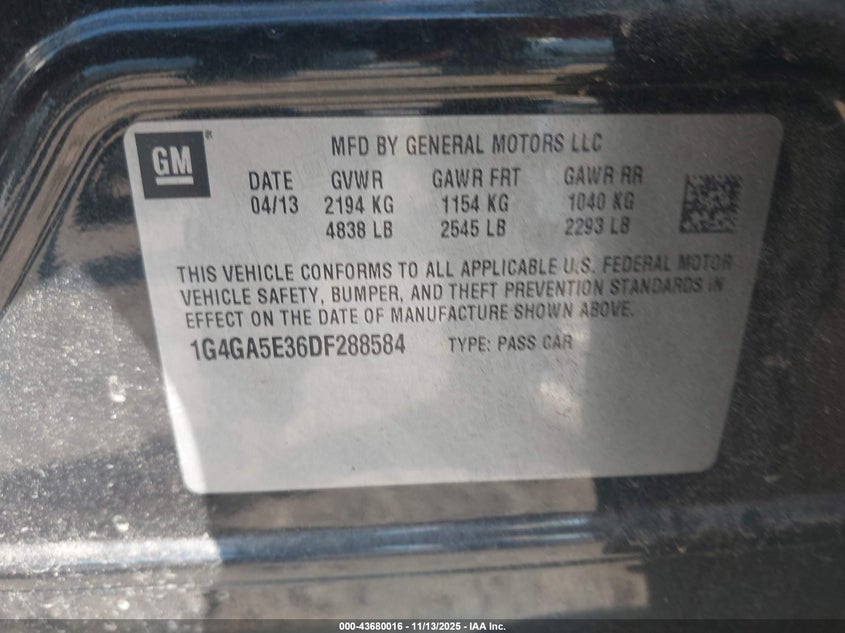 GM
MFD BY GENERAL MOTORS LLC
DATE GVWR GAWR FRT GAWR RR
04/13 2194 KG 1154 KG 1040 KG
4838 LB 2545 LB 2293 LB
THIS VEHICLE CONFORMS TO ALL APPLICABLE U.S. FEDERAL MOTOR
VEHICLE SAFETY, BUMPER, AND THEFT PREVENTION STANDARDS IN
EFFECT ON THE DATE OF MANUFACTURE SHOWN ABOVE.
1G4GA5E36DF288584 TYPE: PASS CAR
000-43680016 - 11/13/2025 - IAA Inc.